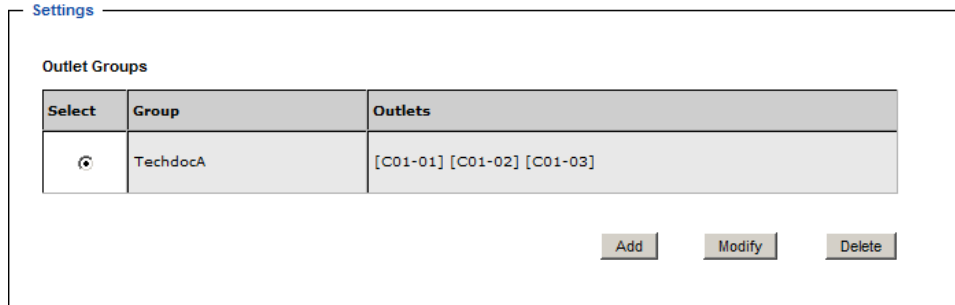 Settings
Outlet Groups
Select Group Outlets
TechdocA [C01-01] [C01-02] [C01-03]
Add Modify Delete